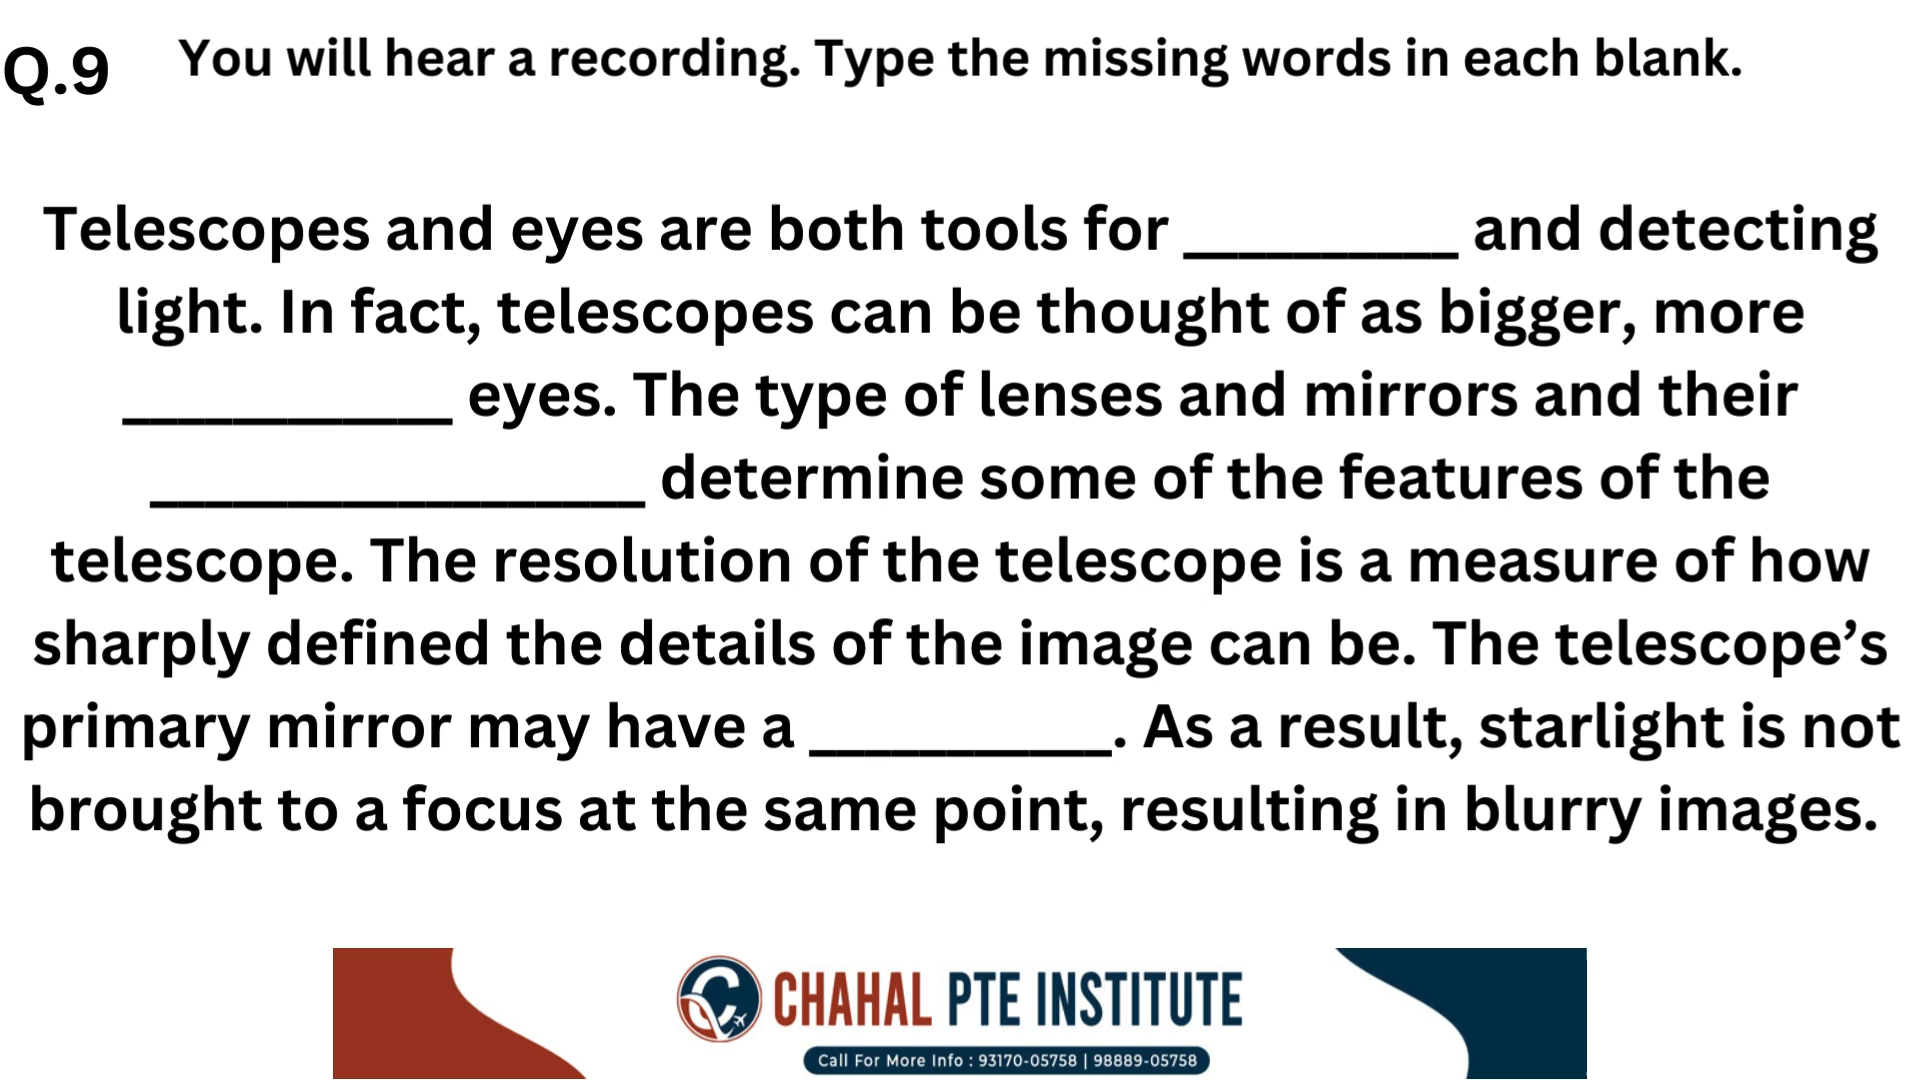 Q.9 You will hear a recording. Type the missing words in each blank.
Telescopes and eyes are both tools for __________ and detecting
light. In fact, telescopes can be thought of as bigger, more
____________ eyes. The type of lenses and mirrors and their
__________________ determine some of the features of the
telescope. The resolution of the telescope is a measure of how
sharply defined the details of the image can be. The telescope’s
primary mirror may have a ___________. As a result, starlight is not
brought to a focus at the same point, resulting in blurry images.
CHAHAL PTE INSTITUTE
Call For More Info : 93170-05758 | 98889-05758